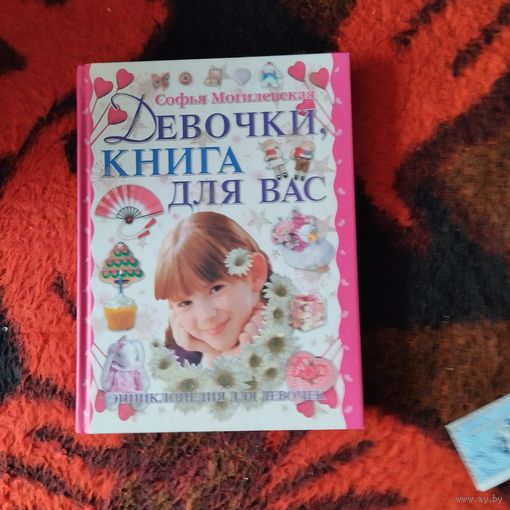 Софья Могилевская
Девочки,
КНИГА
ДЛЯ ВАС
ЭНЦИКЛОПЕДИЯ ДЛЯ ДЕВОЧЕК
www.ay.by